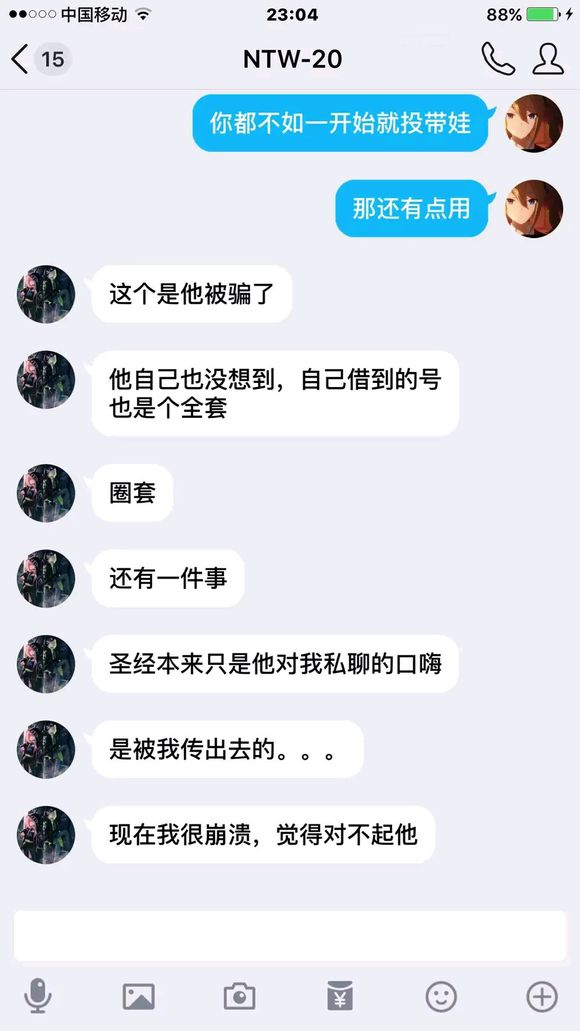 中国移动
23:04
88%
15
NTW-20
你都不如一开始就投带娃
那还有点用
这个是他被骗了
他自己也没想到，自己借到的号
也是个全套
圈套
还有一件事
圣经本来只是他对我私聊的口嗨
是被我传出去的。。。
现在我很崩溃，觉得对不起他
¥